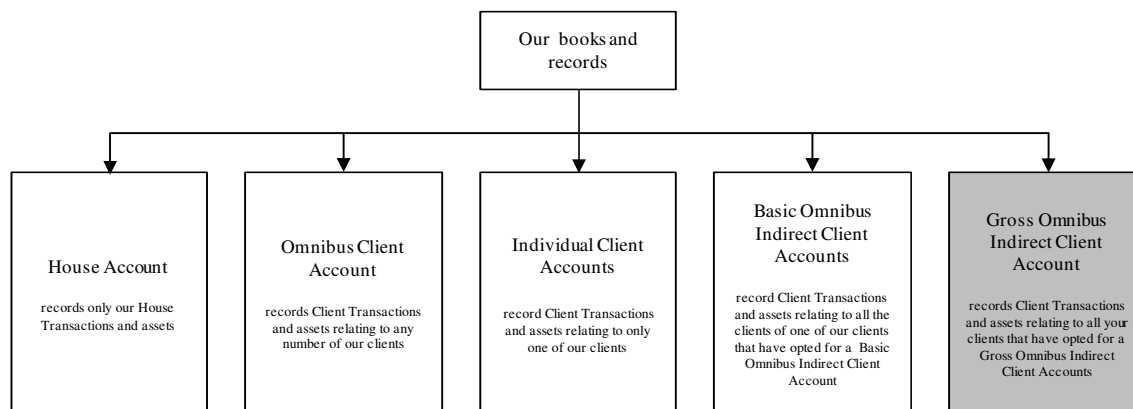 Our books and
records
House Account
records only our House
Transactions and assets
Omnibus Client
Account
records Client Transactions
and assets relating to any
number of our clients
Individual Client
Accounts
record Client Transactions
and assets relating to only
one of our clients
Basic Omnibus
Indirect Client
Accounts
record Client Transactions
and assets relating to all the
clients of one of our clients
that have opted for a Basic
Omnibus Indirect Client
Account
Gross Omnibus
Indirect Client
Account
records Client Transactions
and assets relating to all your
clients that have opted for a
Gross Omnibus Indirect
Client Accounts